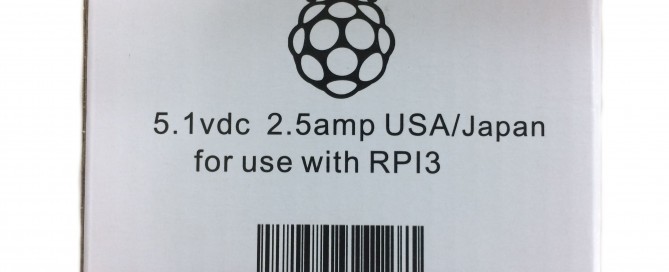 5.1vdc 2.5amp USA/Japan
for use with RPI3